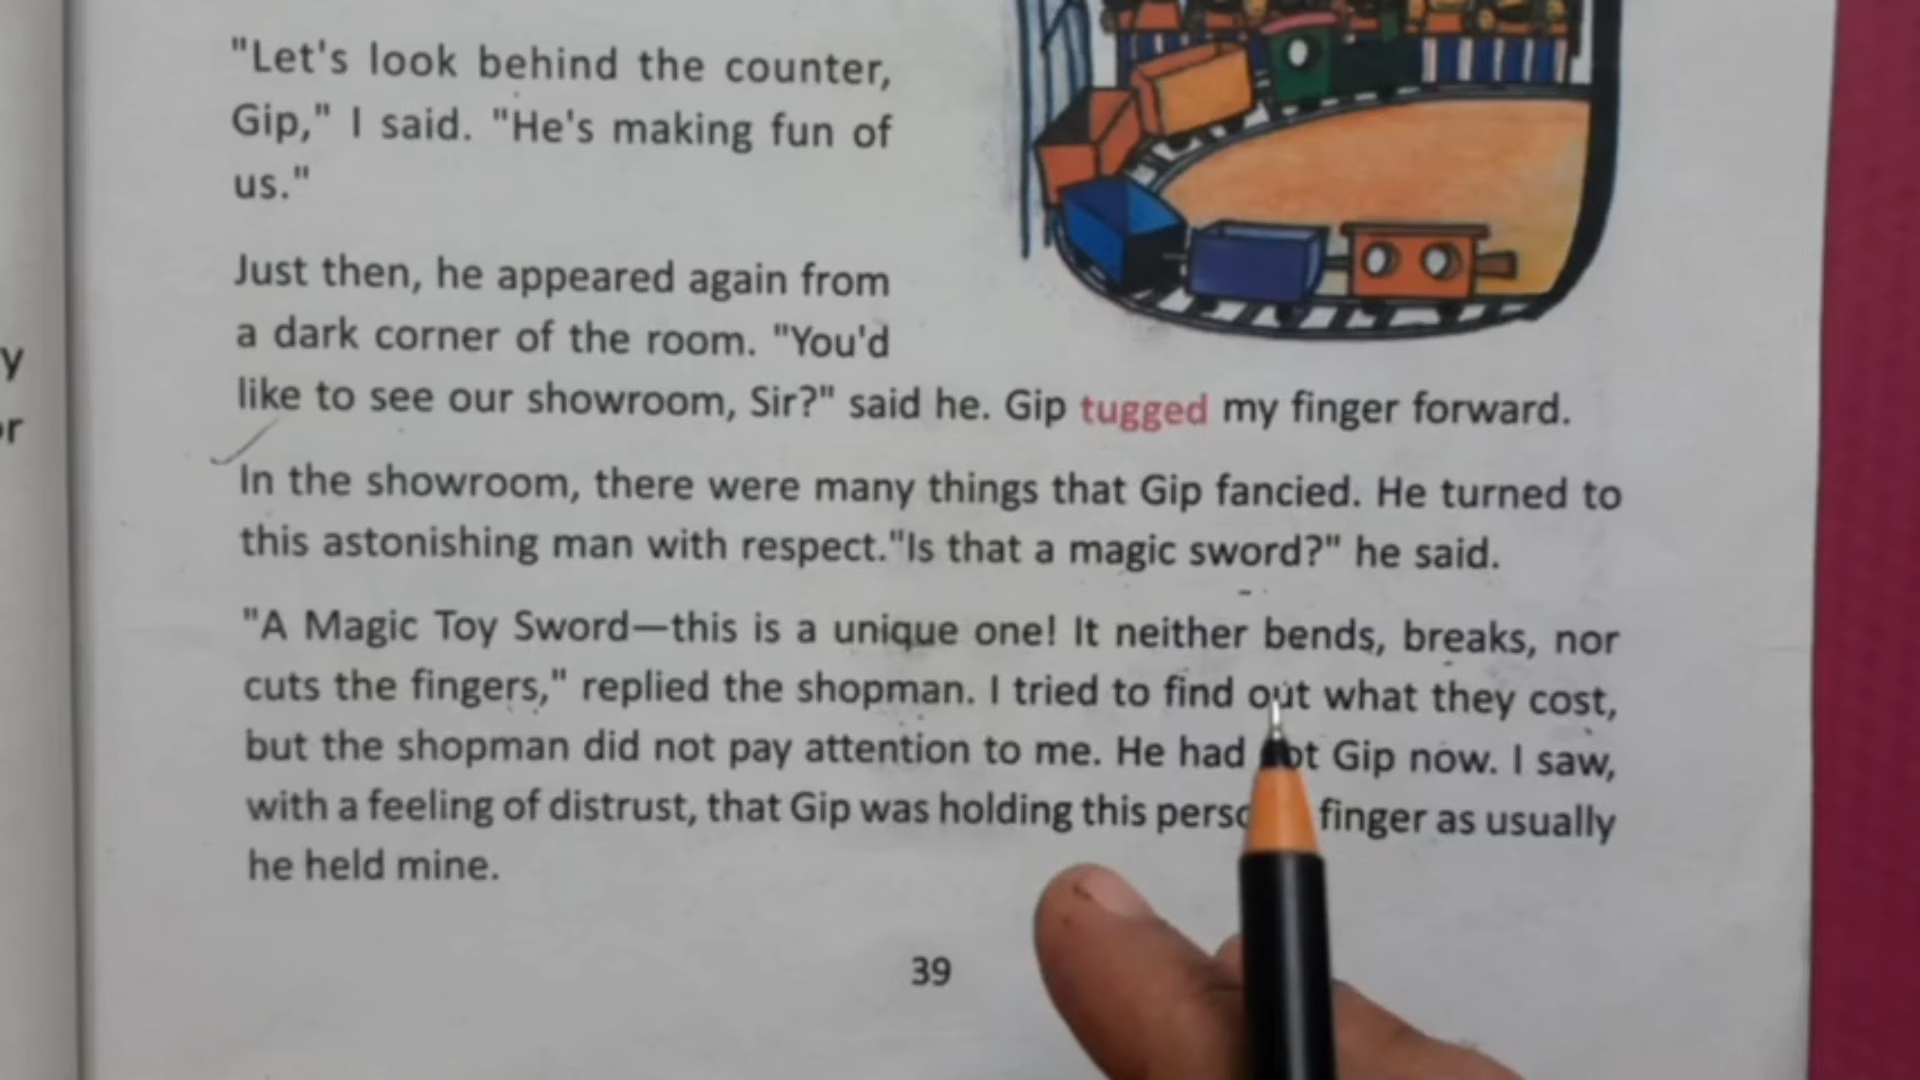 "Let's look behind the counter,
Gip," I said. "He's making fun of
us."
Just then, he appeared again from
a dark corner of the room. "You'd
like to see our showroom, Sir?" said he. Gip tugged my finger forward.
In the showroom, there were many things that Gip fancied. He turned to
this astonishing man with respect."Is that a magic sword?" he said.
"A Magic Toy Sword—this is a unique one! It neither bends, breaks, nor
cuts the fingers," replied the shopman. I tried to find out what they cost,
but the shopman did not pay attention to me. He had Gip now. I saw,
with a feeling of distrust, that Gip was holding this finger as usually
he held mine.
39